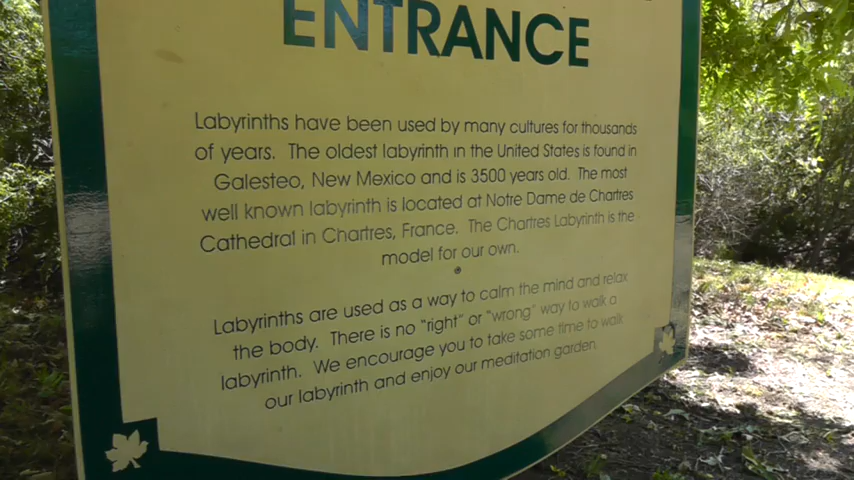 ENTRANCE
Labyrinths have been used by many cultures for thousands
of years. The oldest labyrinth in the United States is found in
Galesteo, New Mexico and is 3500 years old. The most
well known labyrinth is located at Notre Dame de Chartres
Cathedral in Chartres, France. The Chartres Labyrinth is the
model for our own.
Labyrinths are used as a way to calm the mind and relax
the body. There is no "right" or "wrong" way to walk a
labyrinth. We encourage you to take some time to walk
our labyrinth and enjoy our meditation garden.